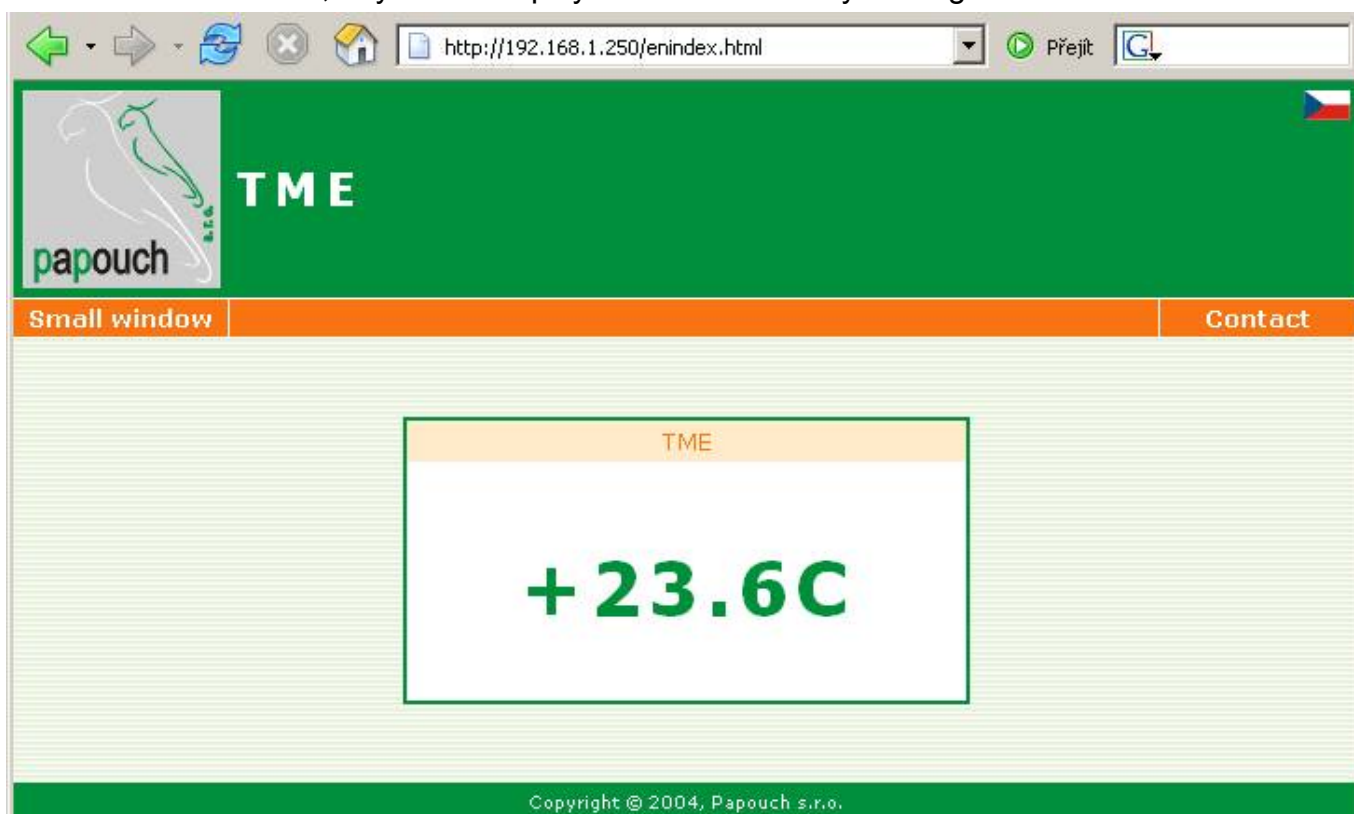 http://192.168.1.250/enindex.html Přejít G
papouch s.r.o.
TME
Small window Contact
TME
+23.6C
Copyright © 2004, Papouch s.r.o.